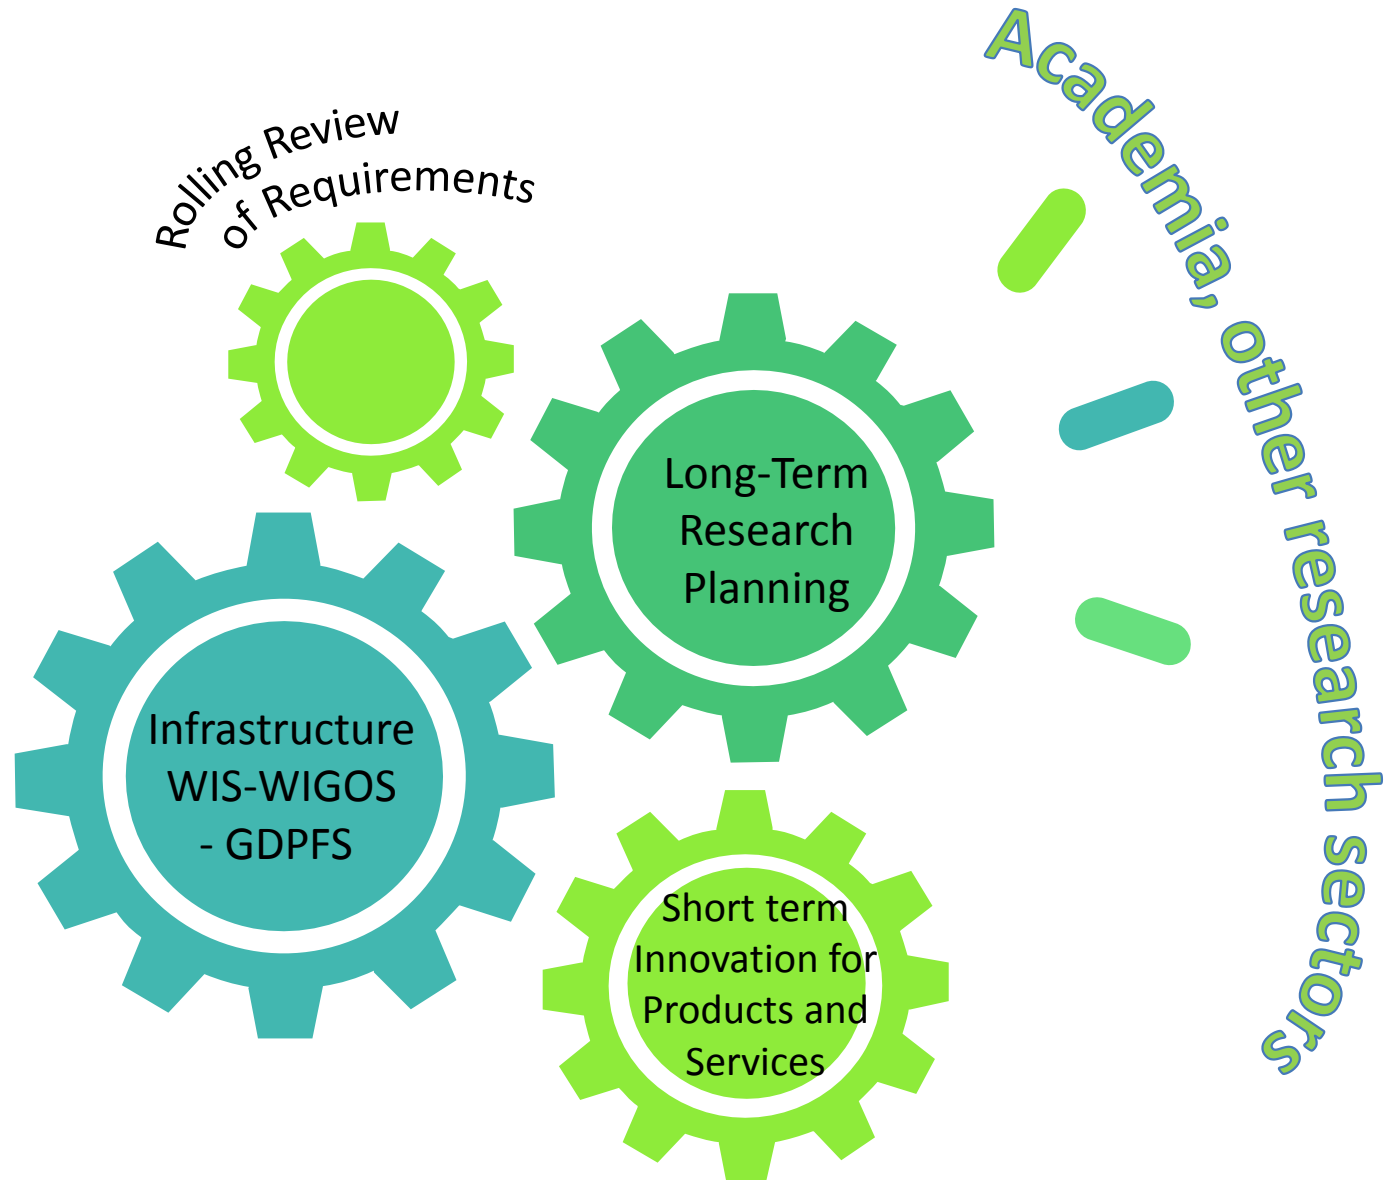 Rolling Review
of Requirements
Long-Term
Research
Planning
Infrastructure
WIS-WIGOS
- GDPFS
Short term
Innovation for
Products and
Services
Academia, other research sectors